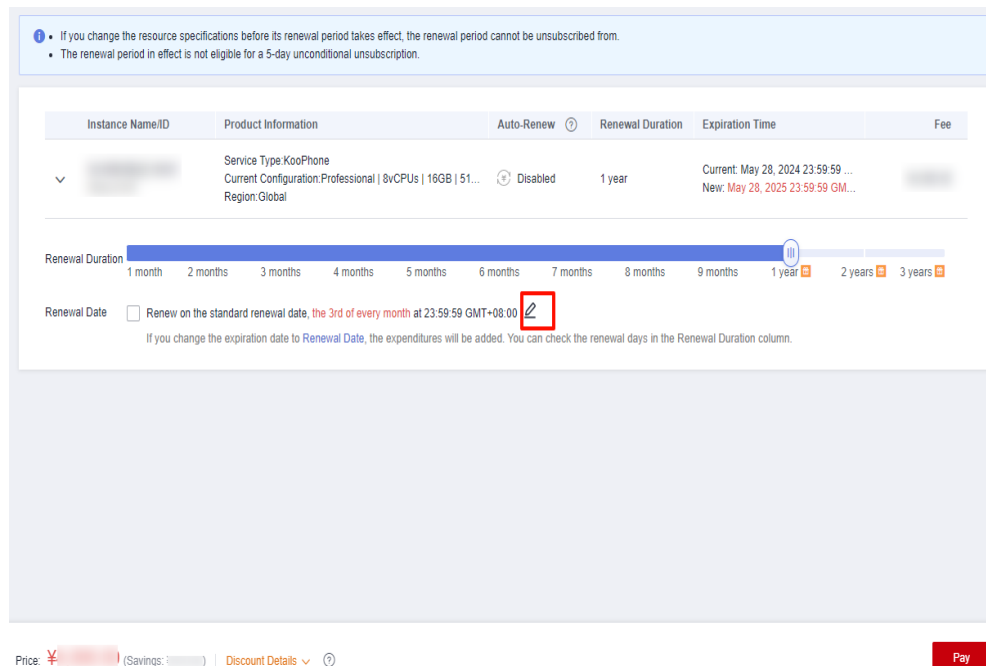 If you change the resource specifications before its renewal period takes effect, the renewal period cannot be unsubscribed from.
The renewal period in effect is not eligible for a 5-day unconditional unsubscription.
Instance Name/ID Product Information Auto-Renew ? Renewal Duration Expiration Time Fee
Service Type:KooPhone
Current Configuration:Professional | 8vCPUs | 16GB | 51...
Region:Global
Disabled
1 year
Current: May 28, 2024 23:59:59 ...
New: May 28, 2025 23:59:59 GM...
Renewal Duration
1 month 2 months 3 months 4 months 5 months 6 months 7 months 8 months 9 months 1 year 2 years 3 years
Renewal Date Renew on the standard renewal date, the 3rd of every month at 23:59:59 GMT+08:00
If you change the expiration date to Renewal Date, the expenditures will be added. You can check the renewal days in the Renewal Duration column.
Price: ¥ (Savings: ) Discount Details ? Pay